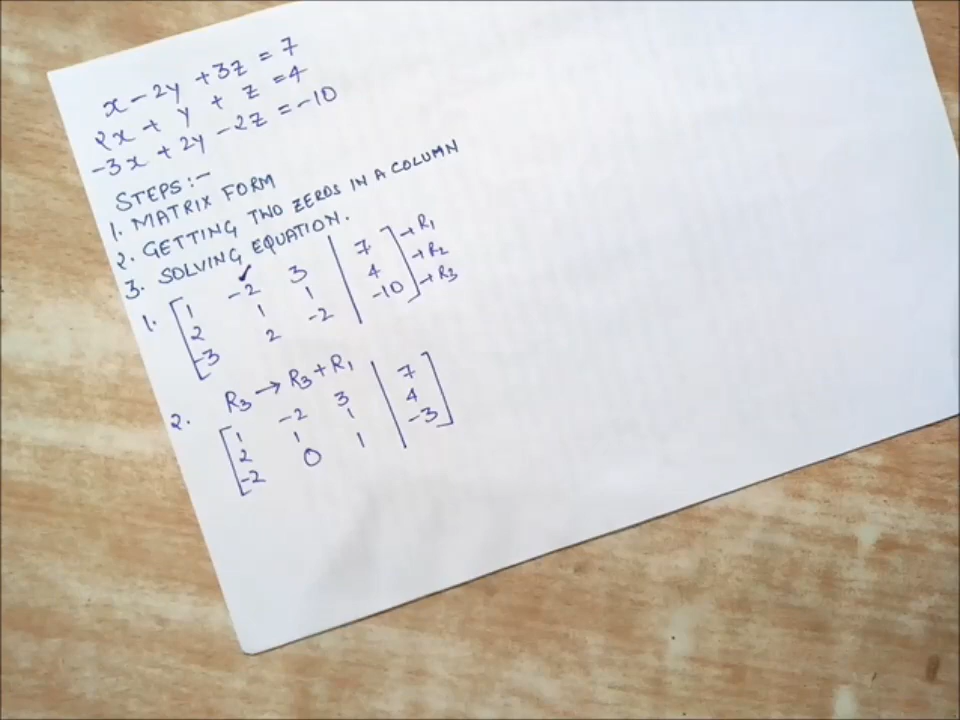 x - 2y + 3z = 7
2x + y + z = 4
-3x + 2y - 2z = -10
STEPS:-
1. MATRIX FORM
2. GETTING TWO ZEROS IN A COLUMN
3. SOLVING EQUATION.
1. [1 -2 3 | 7] → R1
2 1 1 | 4 → R2
-3 2 -2 | -10 → R3
2. R3 → R3 + R1
[1 -2 3 | 7]
2 1 1 | 4
-2 0 1 | -3